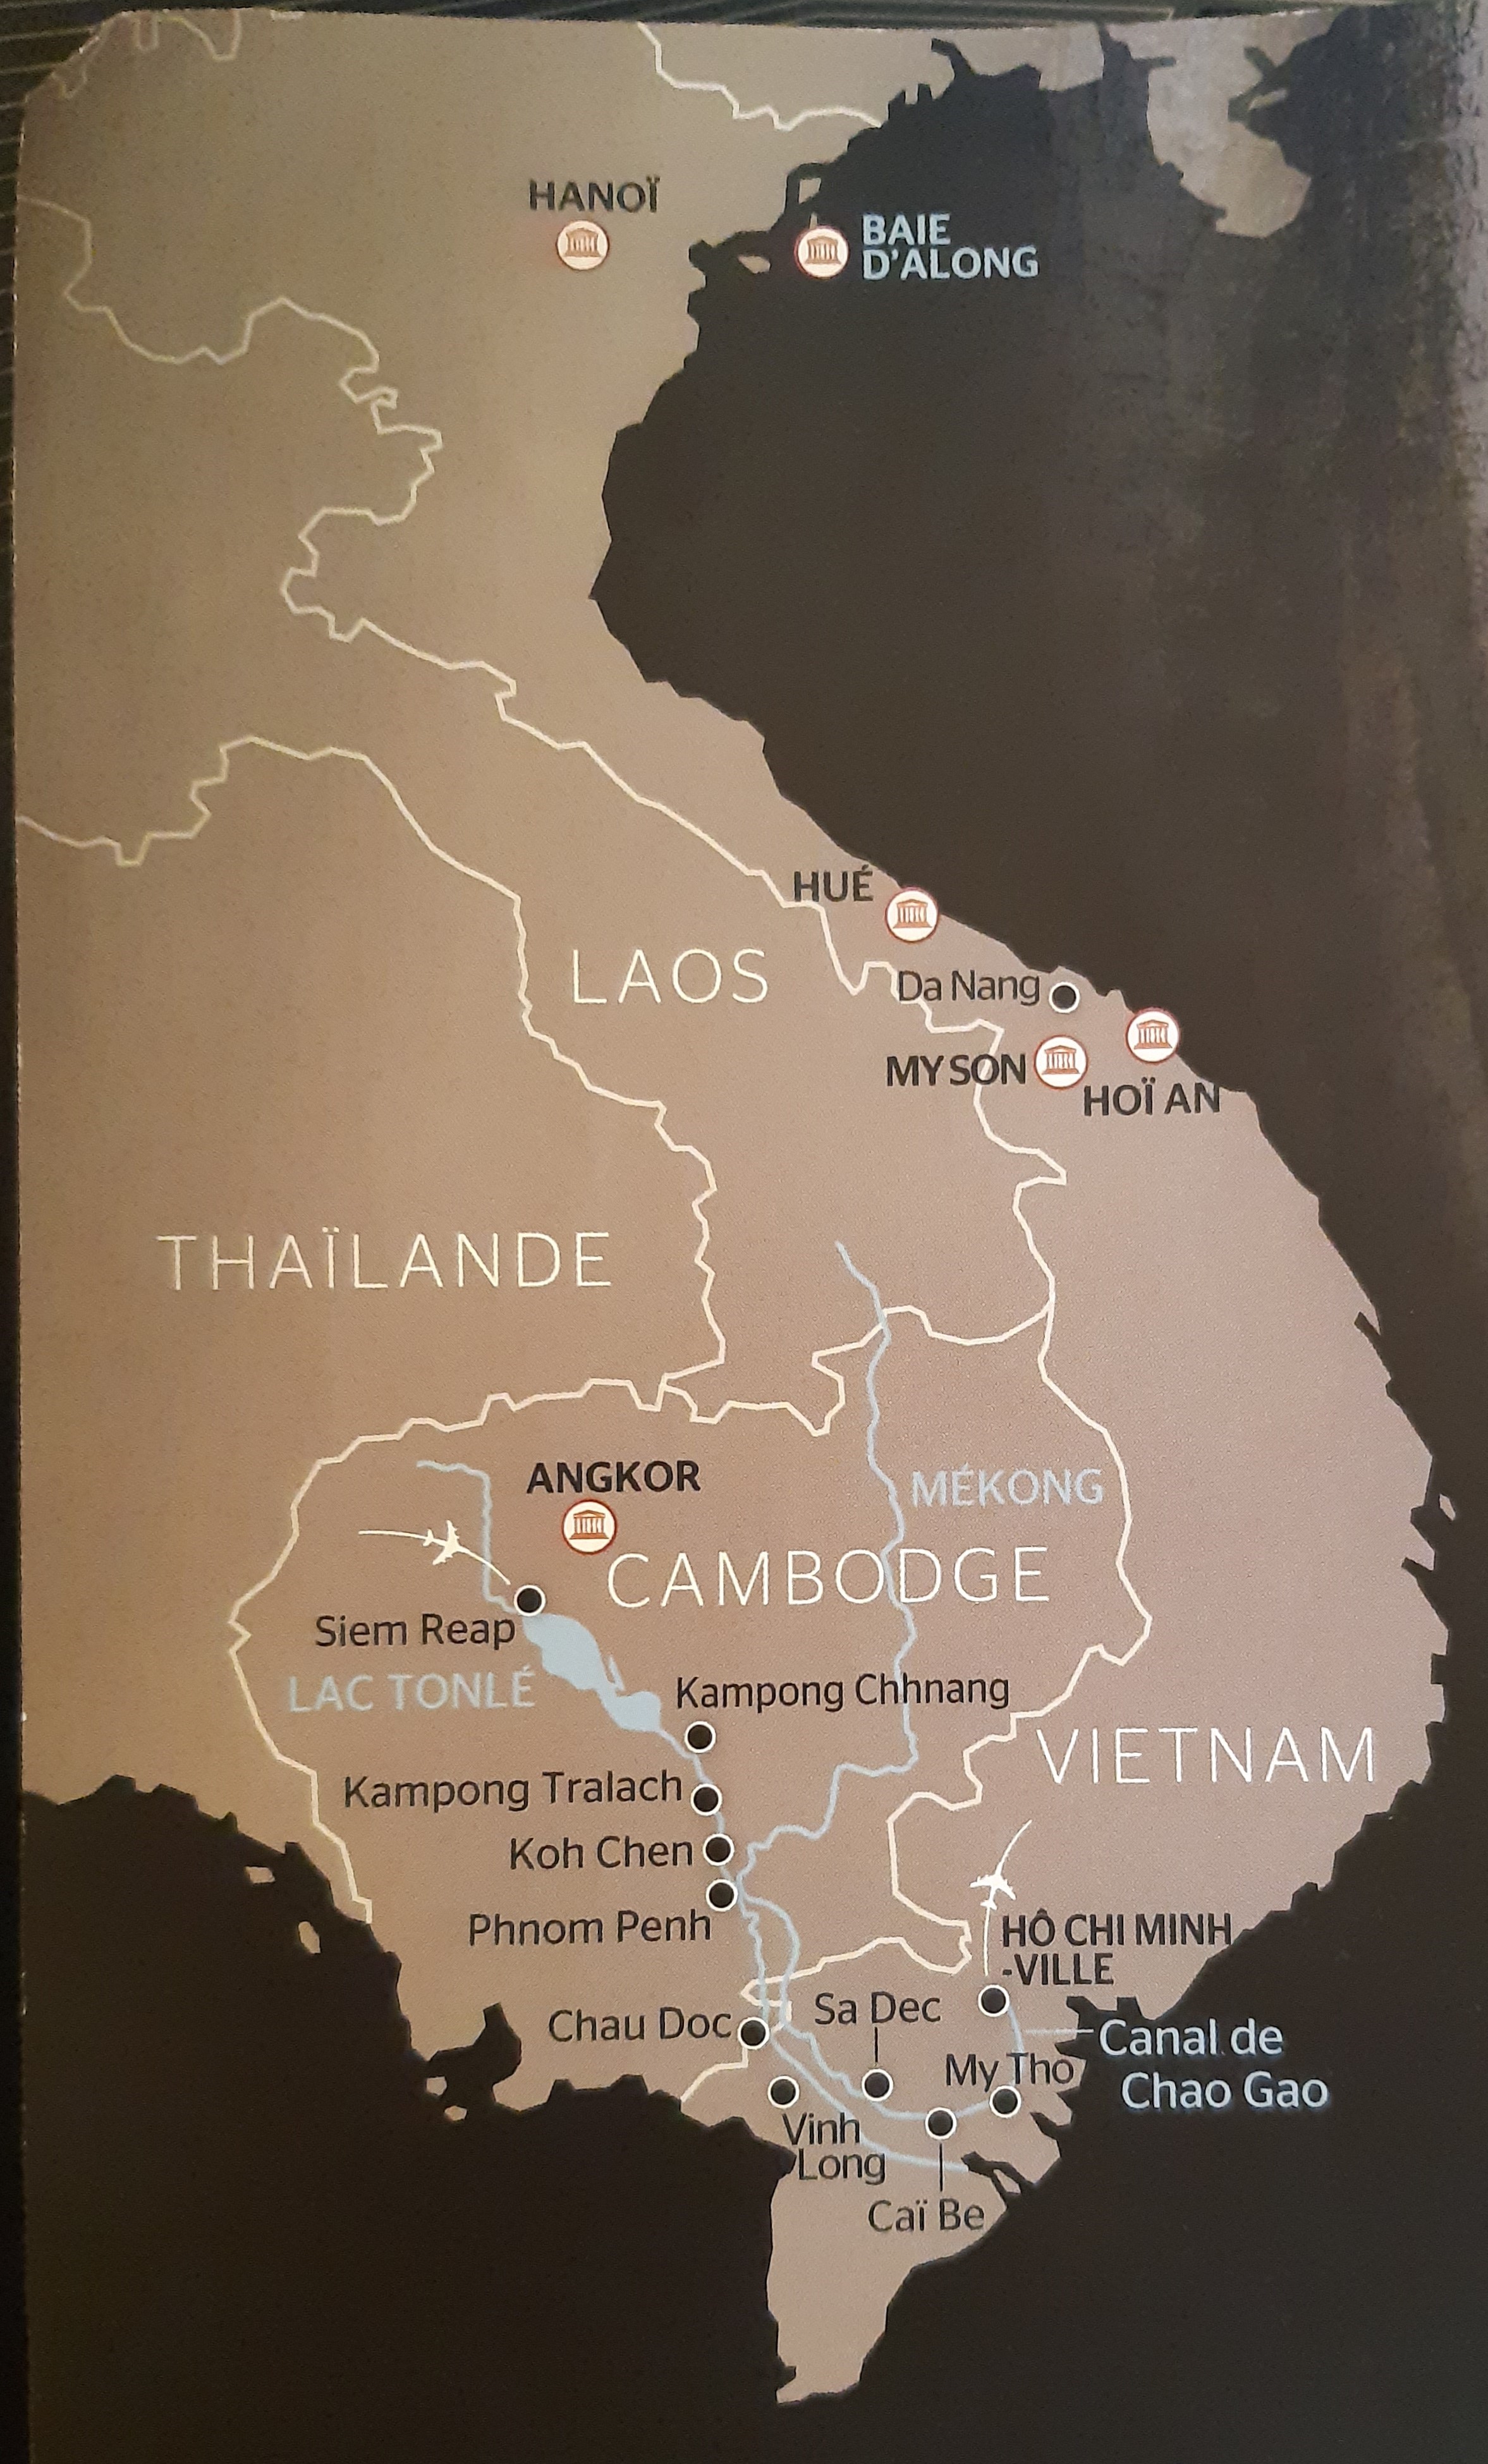 HANOÏ
BAIE
D'ALONG
HUÉ
LAOS
Da Nang
MY SON
HOÏ AN
THAÏLANDE
ANGKOR
MÉKONG
CAMBODGE
Siem Reap
LAC TONLÉ
Kampong Chhnang
VIETNAM
Kampong Tralach
Koh Chen
Phnom Penh
HÔ CHI MINH
-VILLE
Chau Doc
Sa Dec
Canal de
Chao Gao
My Tho
Vinh
Long
Caï Be